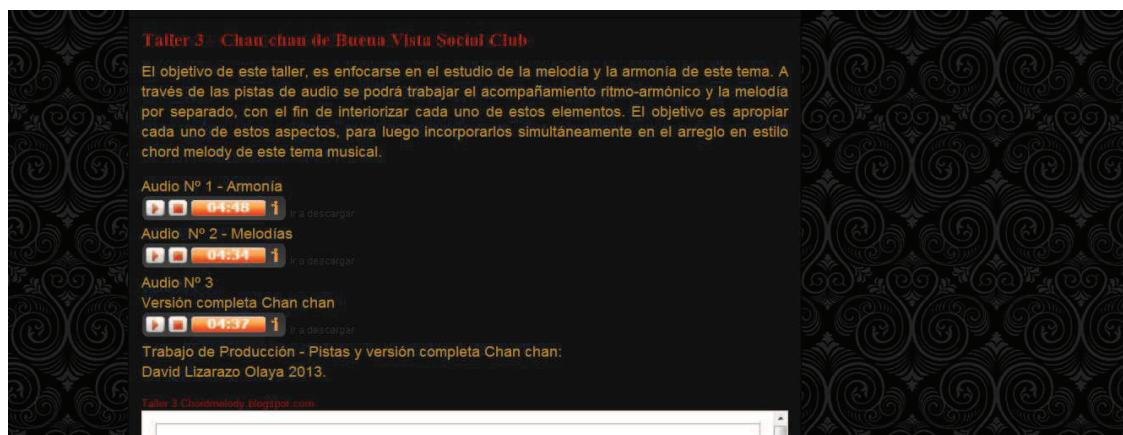 Taller 3 - Chan chan de Buena Vista Social Club
El objetivo de este taller, es enfocarse en el estudio de la melodía y la armonía de este tema. A
través de las pistas de audio se podrá trabajar el acompañamiento ritmo-armónico y la melodía
por separado, con el fin de interiorizar cada uno de estos elementos. El objetivo es apropiar
cada uno de estos aspectos, para luego incorporarlos simultáneamente en el arreglo en estilo
chord melody de este tema musical.
Audio Nº 1 - Armonía
04:48 i Ir a descargar
Audio Nº 2 - Melodías
04:34 i Ir a descargar
Audio Nº 3
Versión completa Chan chan
04:37 i Ir a descargar
Trabajo de Producción - Pistas y versión completa Chan chan:
David Lizarazo Olaya 2013.
Taller 3 Chordmelody.blogspot.com